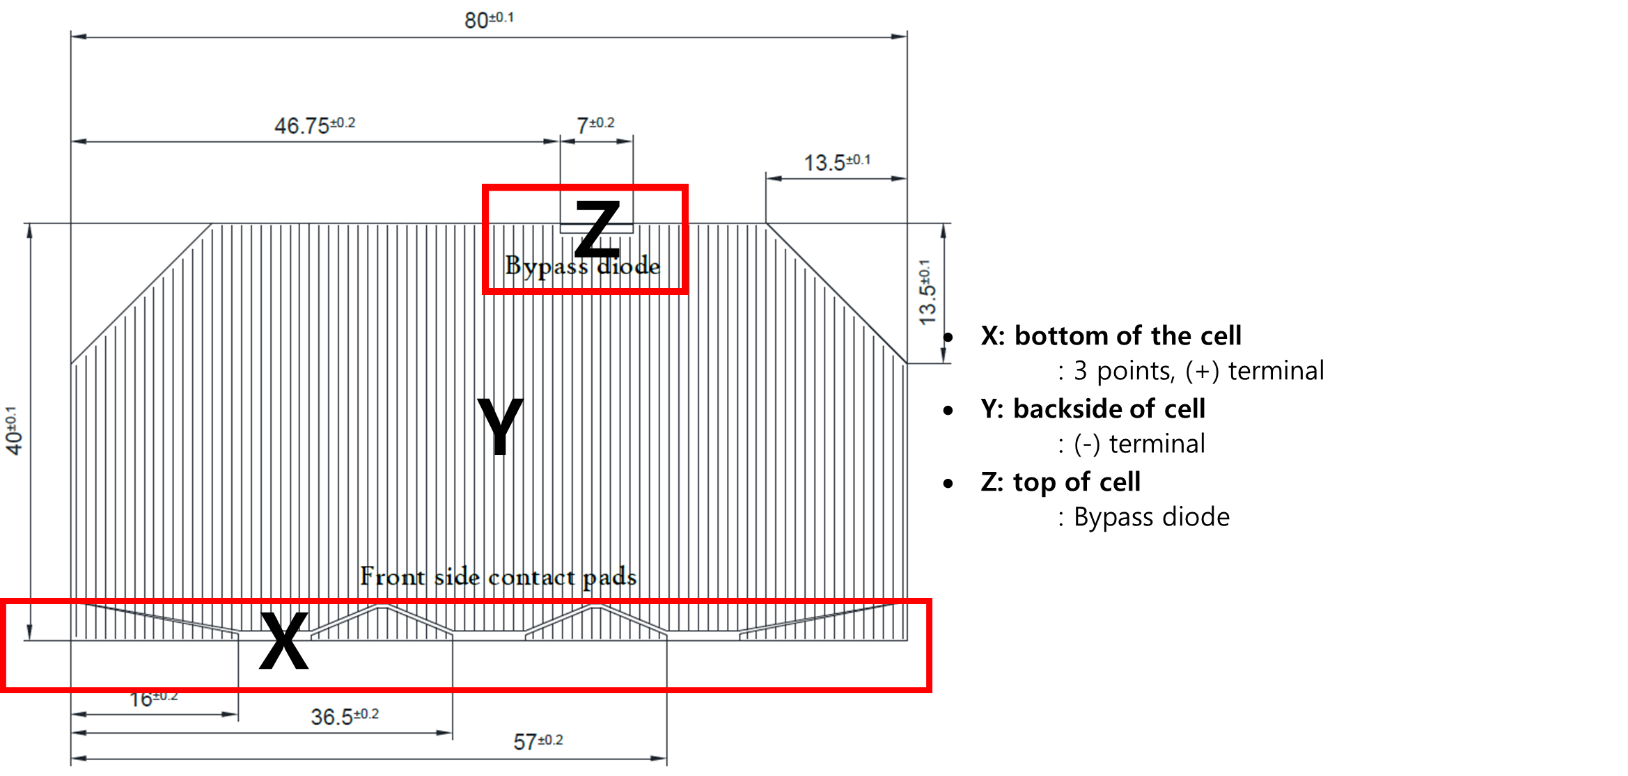 80±0.1
46.75±0.2
7±0.2
13.5±0.1
Z
Bypass diode
13.5±0.1
40±0.1
Y
Front side contact pads
X
16±0.2
36.5±0.2
57±0.2
• X: bottom of the cell
: 3 points, (+) terminal
• Y: backside of cell
: (-) terminal
• Z: top of cell
: Bypass diode